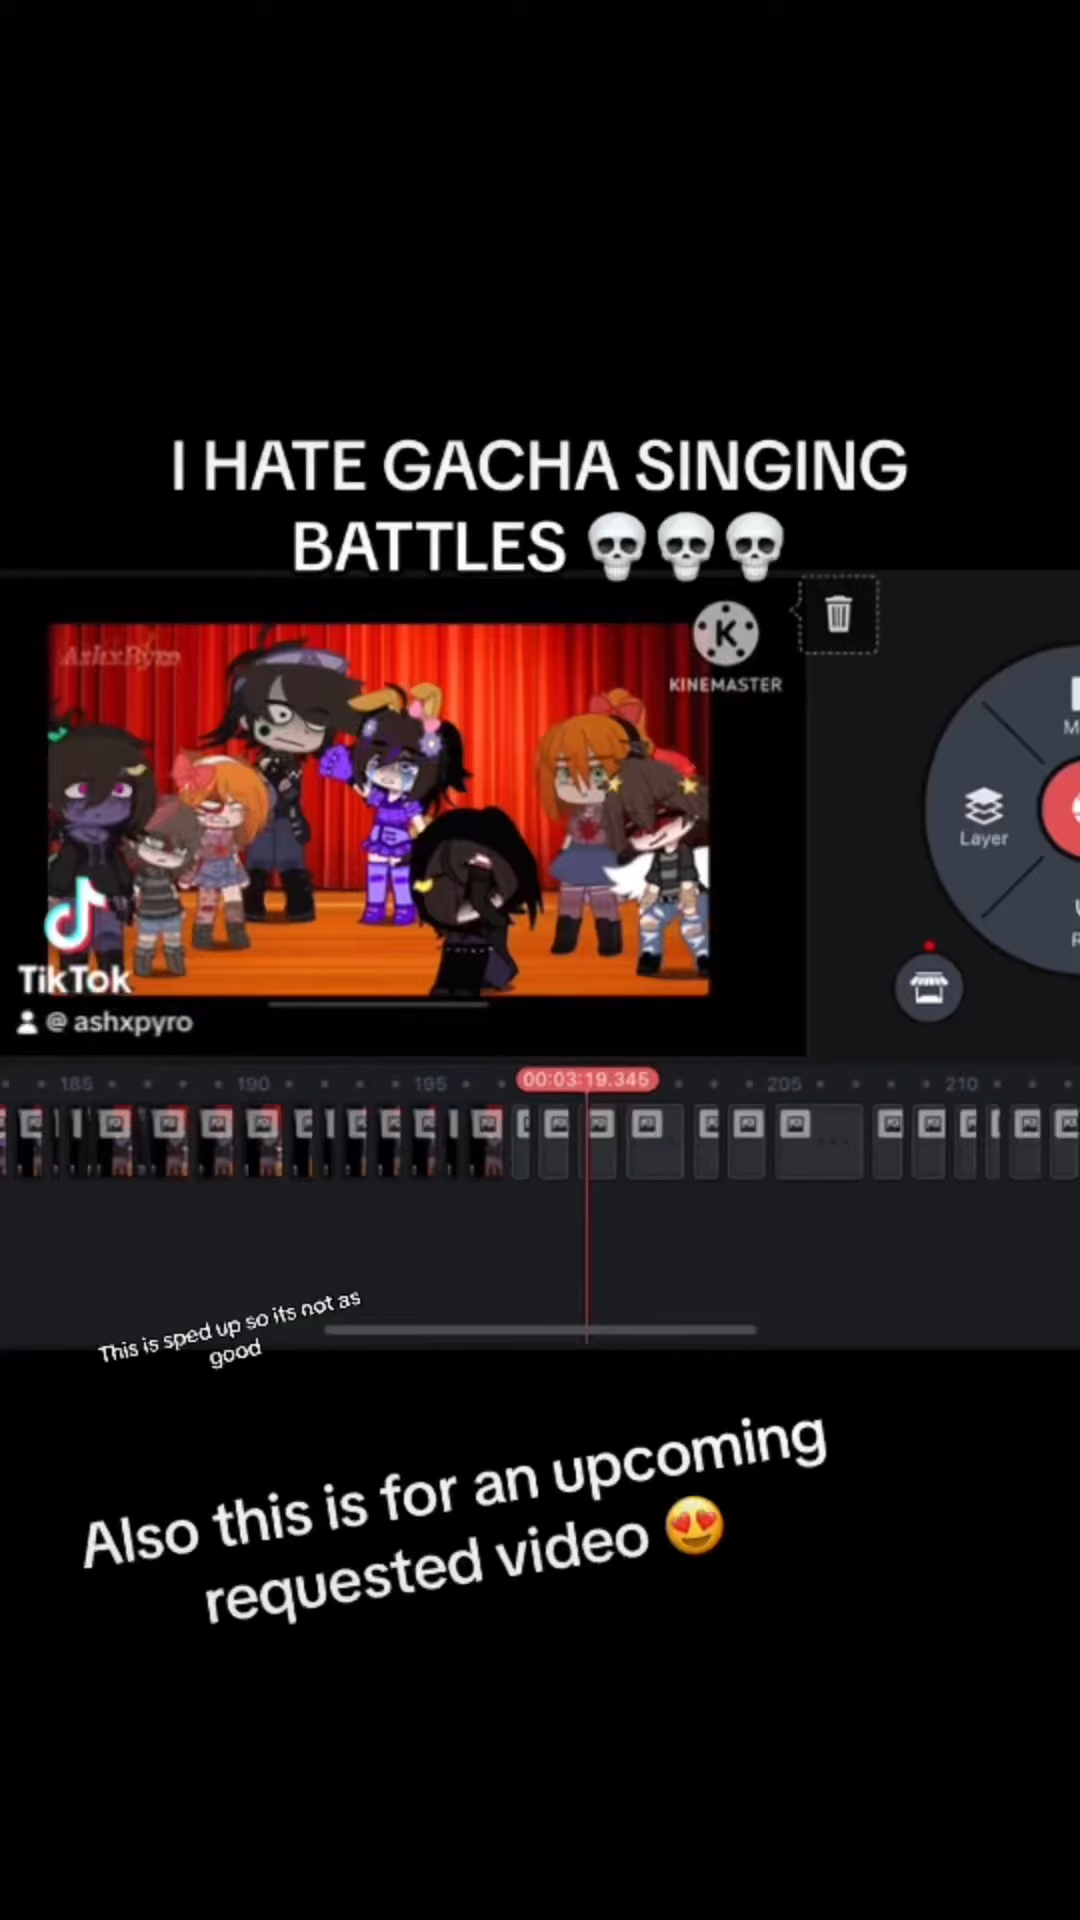 I HATE GACHA SINGING
BATTLES 💀💀💀
AshxPyro
K
KINEMASTER
Layer
TikTok
@ ashxpyro
185
190
195
00:03:19.345
205
210
This is sped up so its not as
good
Also this is for an upcoming
requested video 😍